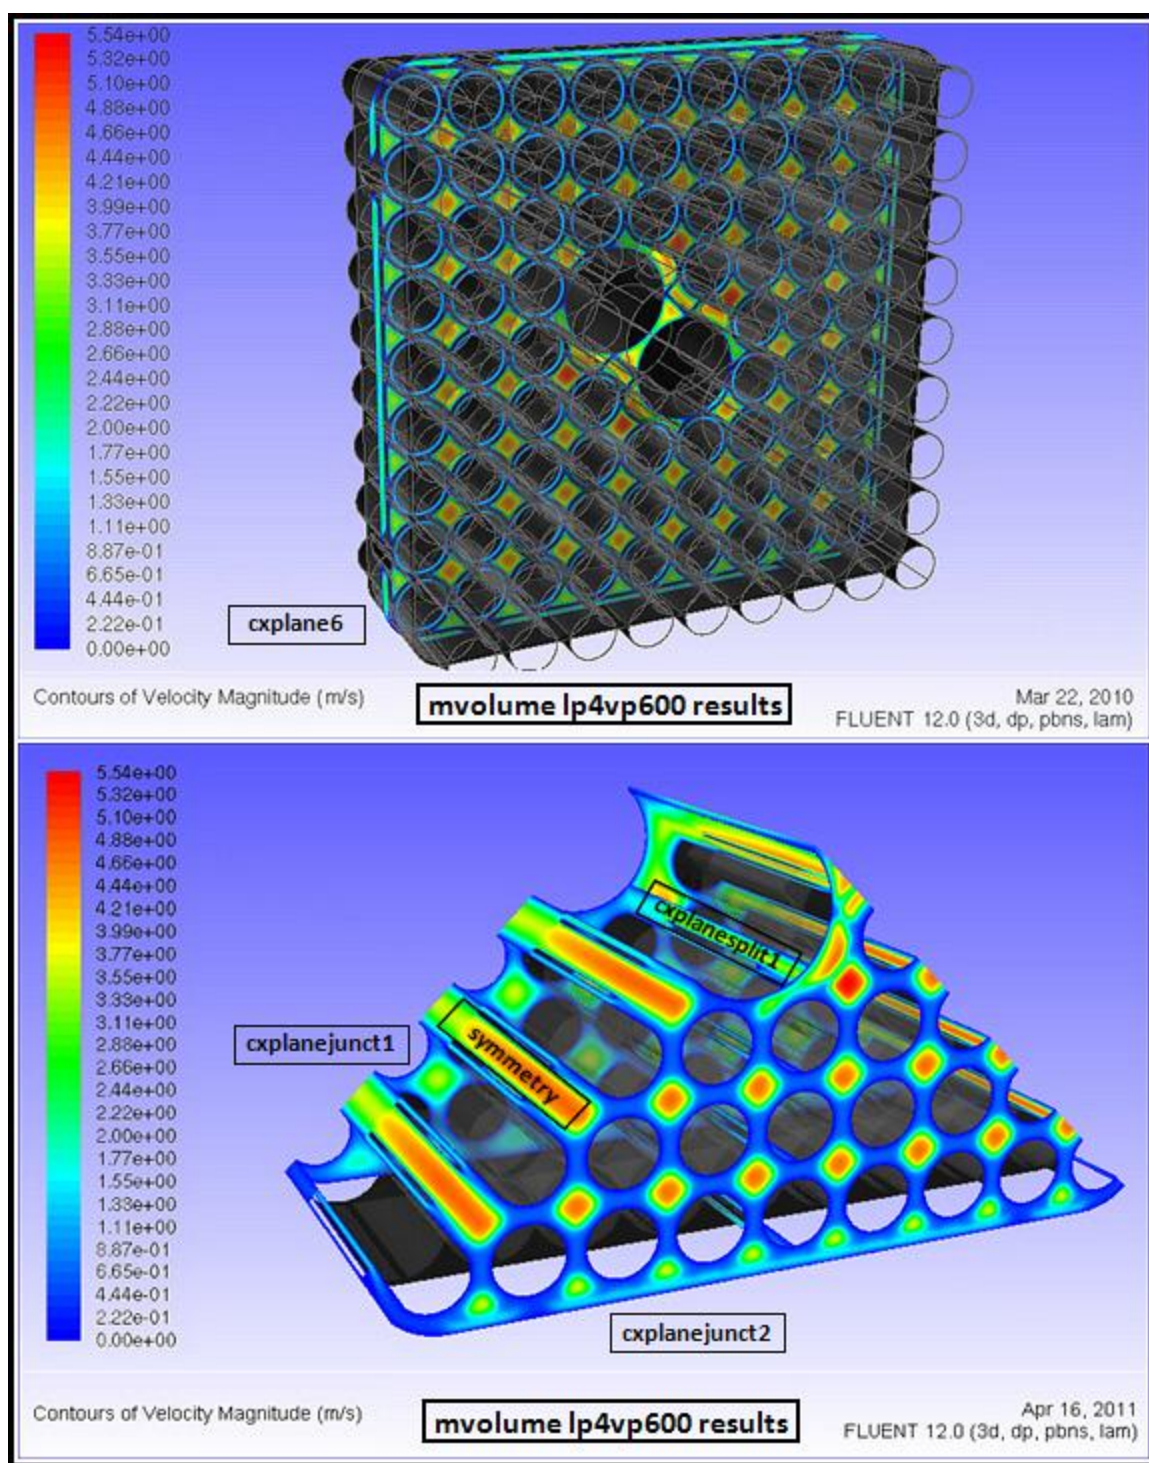 5.54e+00
5.32e+00
5.10e+00
4.88e+00
4.66e+00
4.44e+00
4.21e+00
3.99e+00
3.77e+00
3.55e+00
3.33e+00
3.11e+00
2.88e+00
2.66e+00
2.44e+00
2.22e+00
2.00e+00
1.77e+00
1.55e+00
1.33e+00
1.11e+00
8.87e-01
6.65e-01
4.44e-01
2.22e-01
0.00e+00
cxplane6
Contours of Velocity Magnitude (m/s)
mvolume lp4vp600 results
Mar 22, 2010
FLUENT 12.0 (3d, dp, pbns, lam)
5.54e+00
5.32e+00
5.10e+00
4.88e+00
4.66e+00
4.44e+00
4.21e+00
3.99e+00
3.77e+00
3.55e+00
3.33e+00
3.11e+00
2.88e+00
2.66e+00
2.44e+00
2.22e+00
2.00e+00
1.77e+00
1.55e+00
1.33e+00
1.11e+00
8.87e-01
6.65e-01
4.44e-01
2.22e-01
0.00e+00
cxplanesplit1
cxplanejunct1
symmetry
cxplanejunct2
Contours of Velocity Magnitude (m/s)
mvolume lp4vp600 results
Apr 16, 2011
FLUENT 12.0 (3d, dp, pbns, lam)